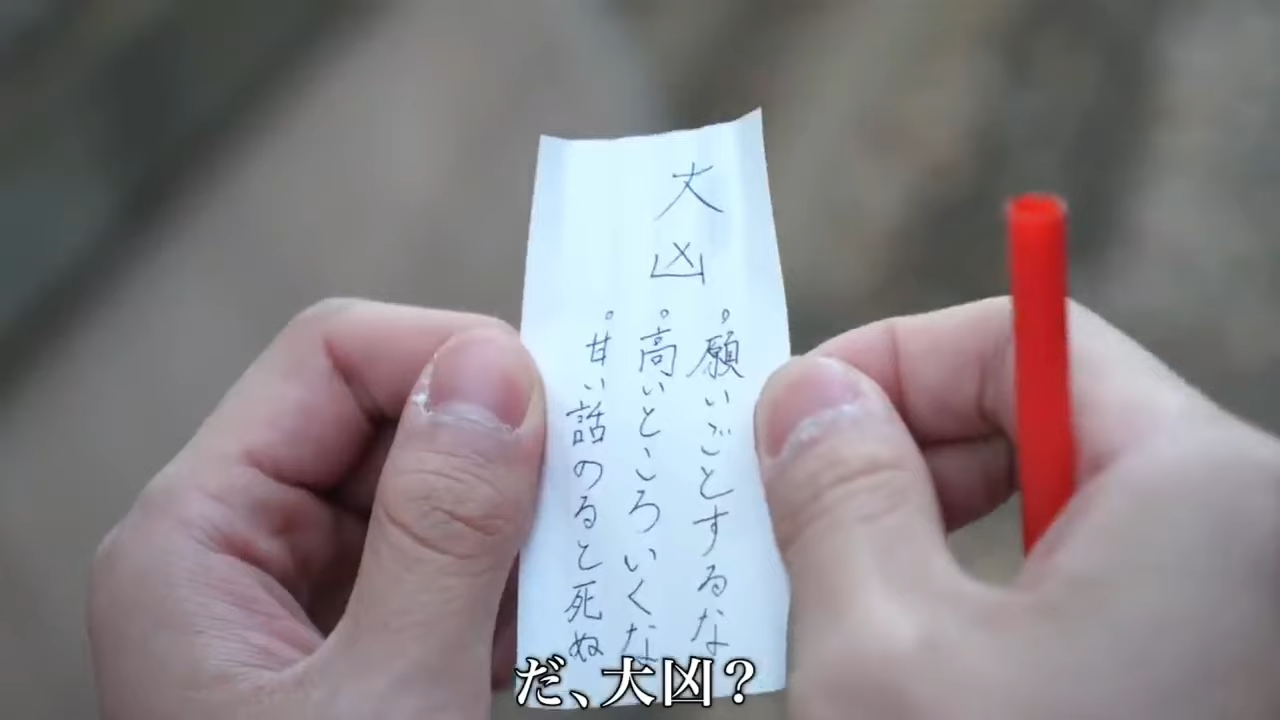 大凶
。願いごとするな
。高いところいくな
。甘い話のると死ぬ
だ、大凶?